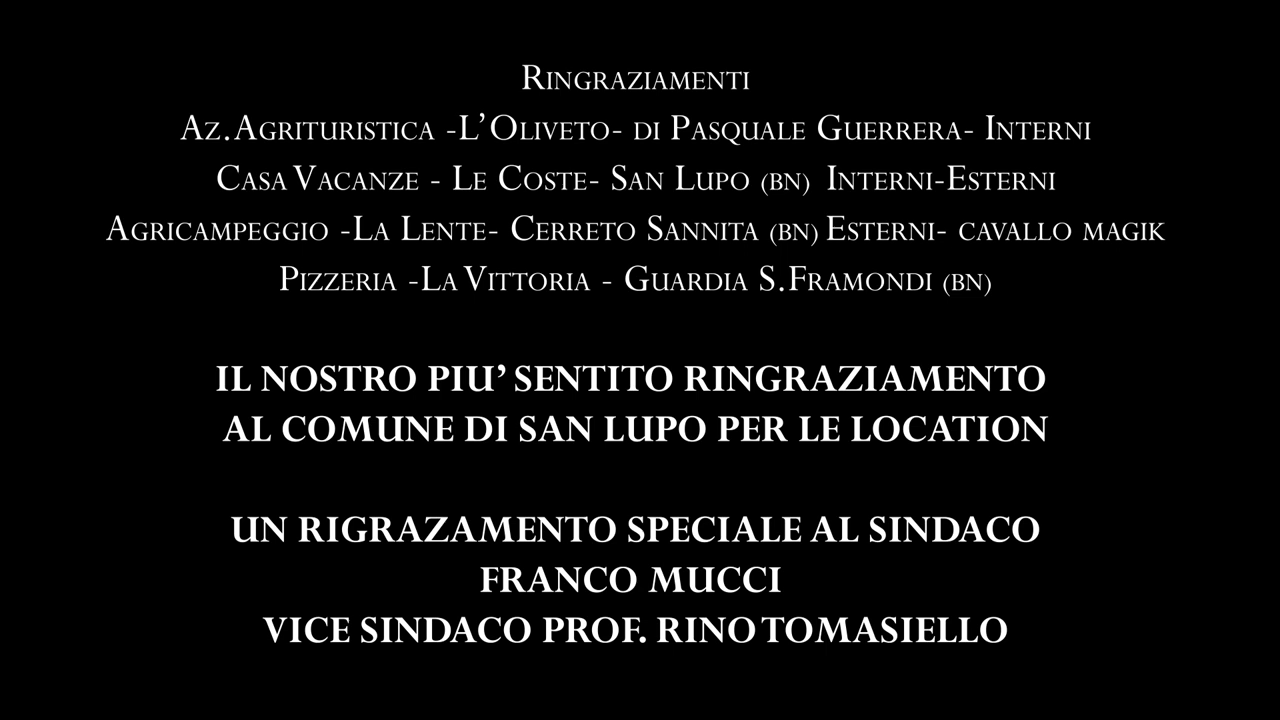 Ringraziamenti
Az.Agrituristica -L'Oliveto- di Pasquale Guerrera- Interni
Casa Vacanze - Le Coste- San Lupo (bn) Interni-Esterni
Agricampeggio -La Lente- Cerreto Sannita (bn) Esterni- cavallo magik
Pizzeria -La Vittoria - Guardia S.Framondi (bn)
IL NOSTRO PIU' SENTITO RINGRAZIAMENTO
AL COMUNE DI SAN LUPO PER LE LOCATION
UN RIGRAZAMENTO SPECIALE AL SINDACO
FRANCO MUCCI
VICE SINDACO PROF. RINO TOMASIELLO